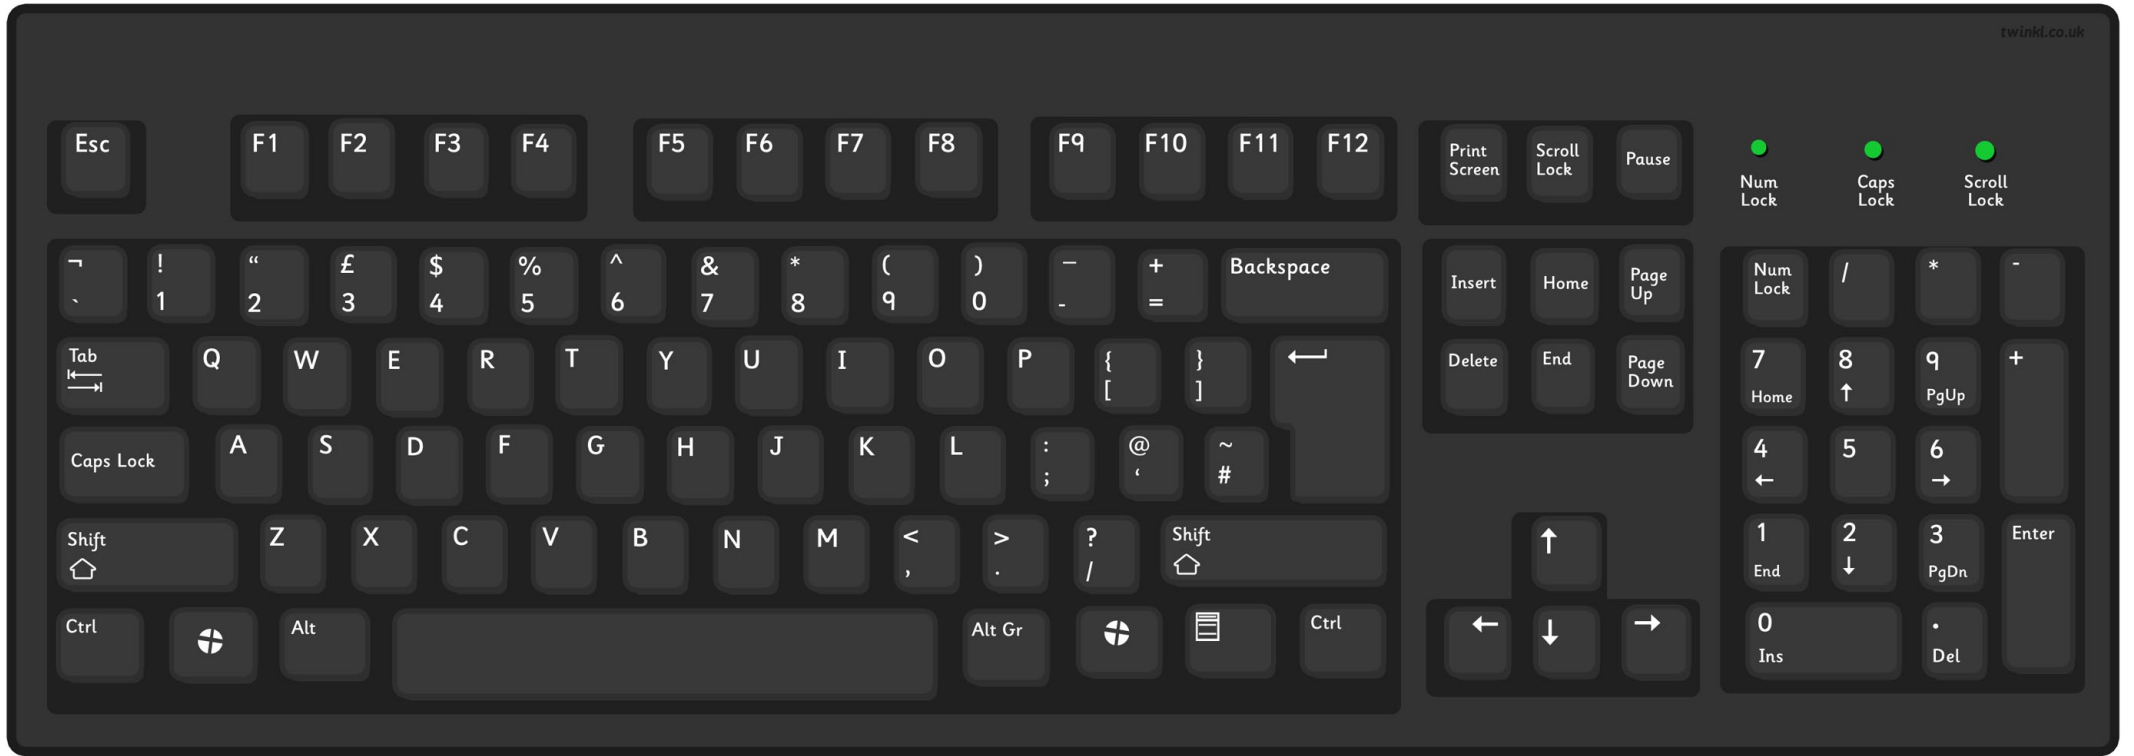 twinkl.co.uk
Esc F1 F2 F3 F4 F5 F6 F7 F8 F9 F10 F11 F12 Print Screen Scroll Lock Pause
Num Lock Caps Lock Scroll Lock
¬ ! “ £ $ % ^ & * ( ) _ + Backspace
` 1 2 3 4 5 6 7 8 9 0 - =
Insert Home Page Up
Num Lock / * -
Tab Q W E R T Y U I O P { }
[ ]
Delete End Page Down
7 8 9 +
Home ↑ PgUp
Caps Lock A S D F G H J K L : @ ~
; ‘ #
4 5 6
← →
Shift Z X C V B N M < > ? Shift
, . /
↑
1 2 3 Enter
End ↓ PgDn
Ctrl Alt Alt Gr Ctrl
← ↓ →
0 .
Ins Del